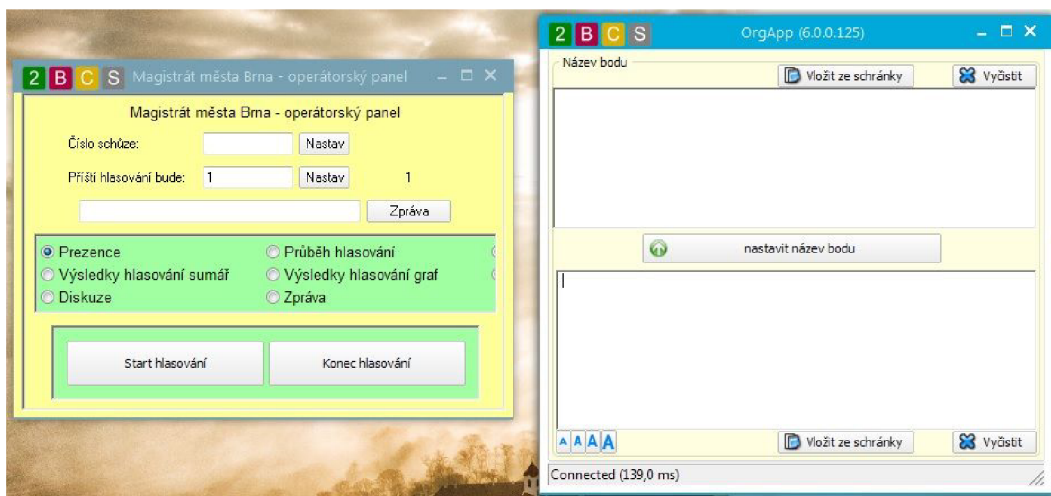 2 B C S Magistrát města Brna - operátorský panel
Magistrát města Brna - operátorský panel
Číslo schůze: Nastav
Příští hlasování bude: 1 Nastav 1
Zpráva
Prezence Průběh hlasování
Výsledky hlasování sumář Výsledky hlasování graf
Diskuze Zpráva
Start hlasování Konec hlasování
2 B C S OrgApp (6.0.0.125)
Název bodu Vložit ze schránky Vyčistit
nastavit název bodu
A A A A Vložit ze schránky Vyčistit
Connected (139,0 ms)